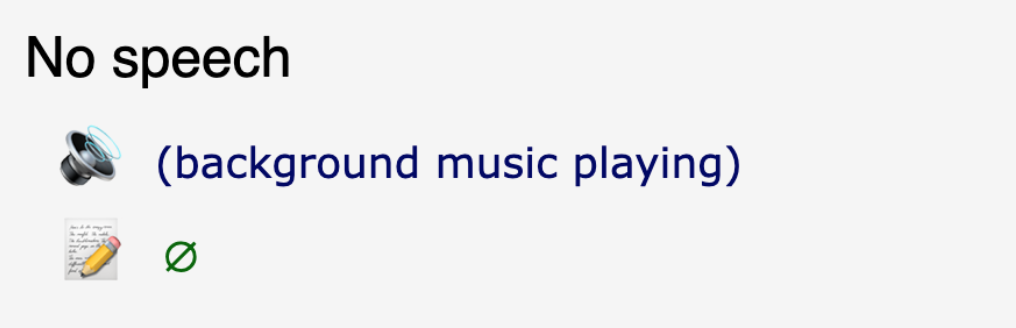 No speech
(background music playing)
∅